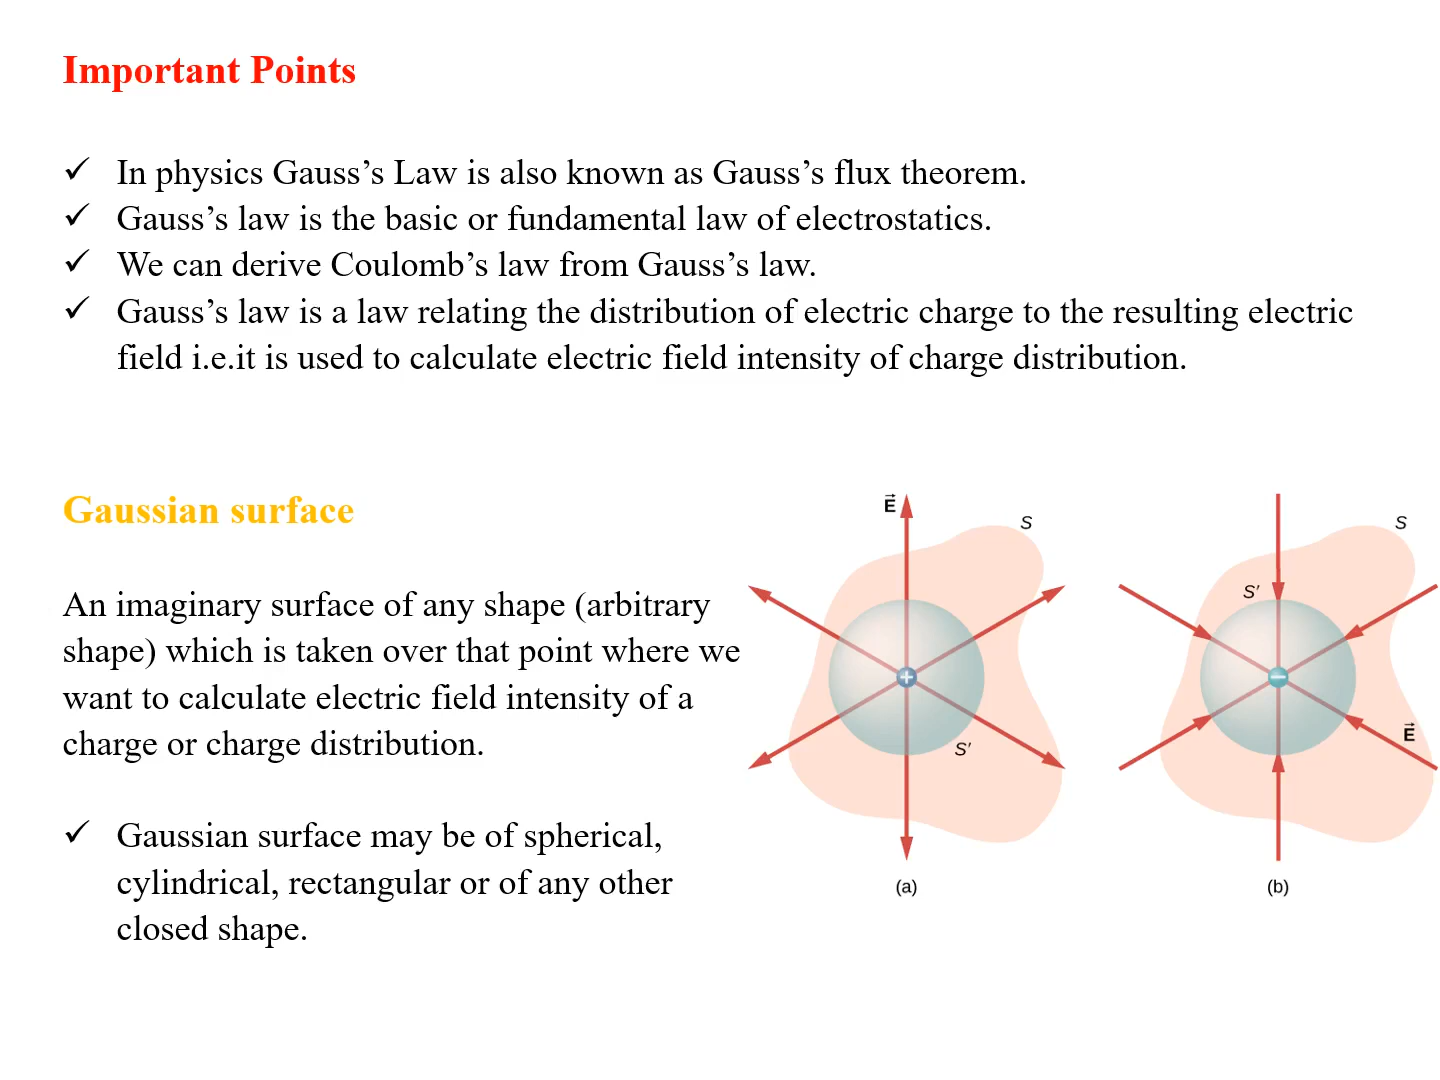 Important Points
✓ In physics Gauss’s Law is also known as Gauss’s flux theorem.
✓ Gauss’s law is the basic or fundamental law of electrostatics.
✓ We can derive Coulomb’s law from Gauss’s law.
✓ Gauss’s law is a law relating the distribution of electric charge to the resulting electric
field i.e.it is used to calculate electric field intensity of charge distribution.
Gaussian surface
An imaginary surface of any shape (arbitrary
shape) which is taken over that point where we
want to calculate electric field intensity of a
charge or charge distribution.
✓ Gaussian surface may be of spherical,
cylindrical, rectangular or of any other
closed shape.
E⃗
S
+
S′
(a)
S
S′
−
E⃗
(b)